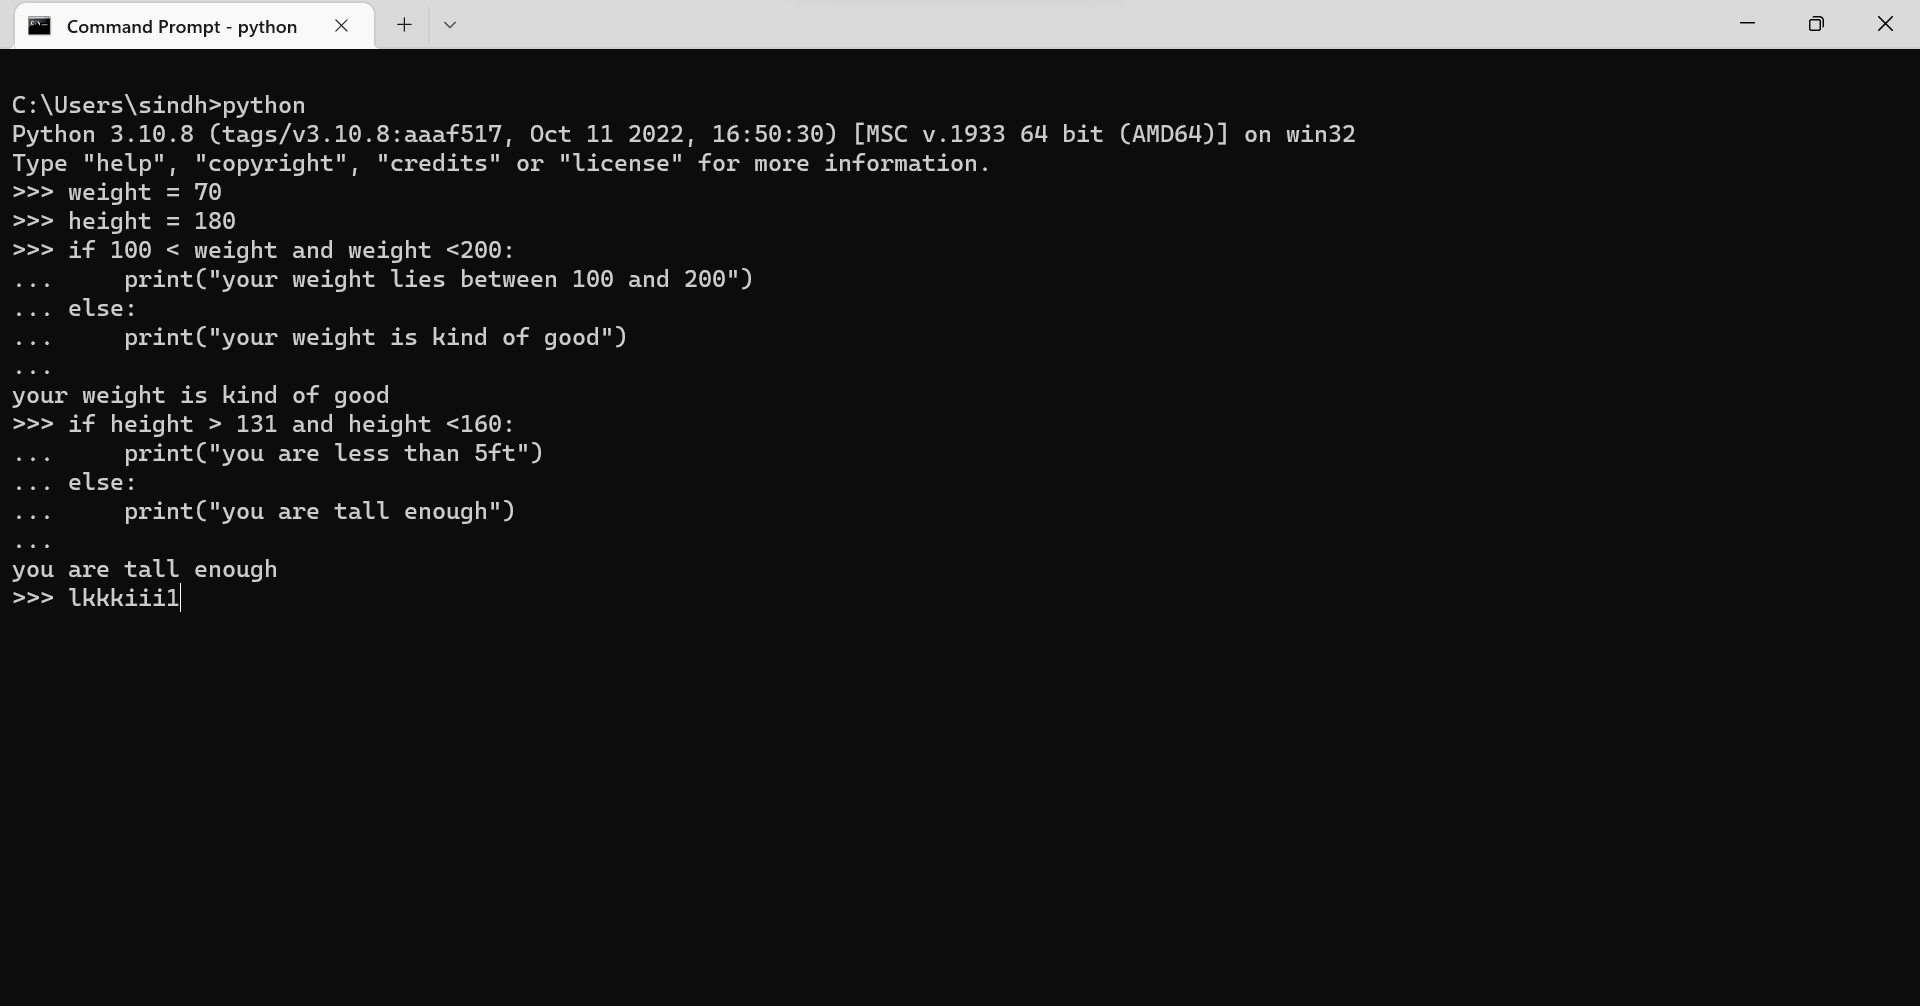 Command Prompt - python
C:\Users\sindh>python
Python 3.10.8 (tags/v3.10.8:aaaf517, Oct 11 2022, 16:50:30) [MSC v.1933 64 bit (AMD64)] on win32
Type "help", "copyright", "credits" or "license" for more information.
>>> weight = 70
>>> height = 180
>>> if 100 < weight and weight <200:
...     print("your weight lies between 100 and 200")
... else:
...     print("your weight is kind of good")
...
your weight is kind of good
>>> if height > 131 and height <160:
...     print("you are less than 5ft")
... else:
...     print("you are tall enough")
...
you are tall enough
>>> lkkkiii1